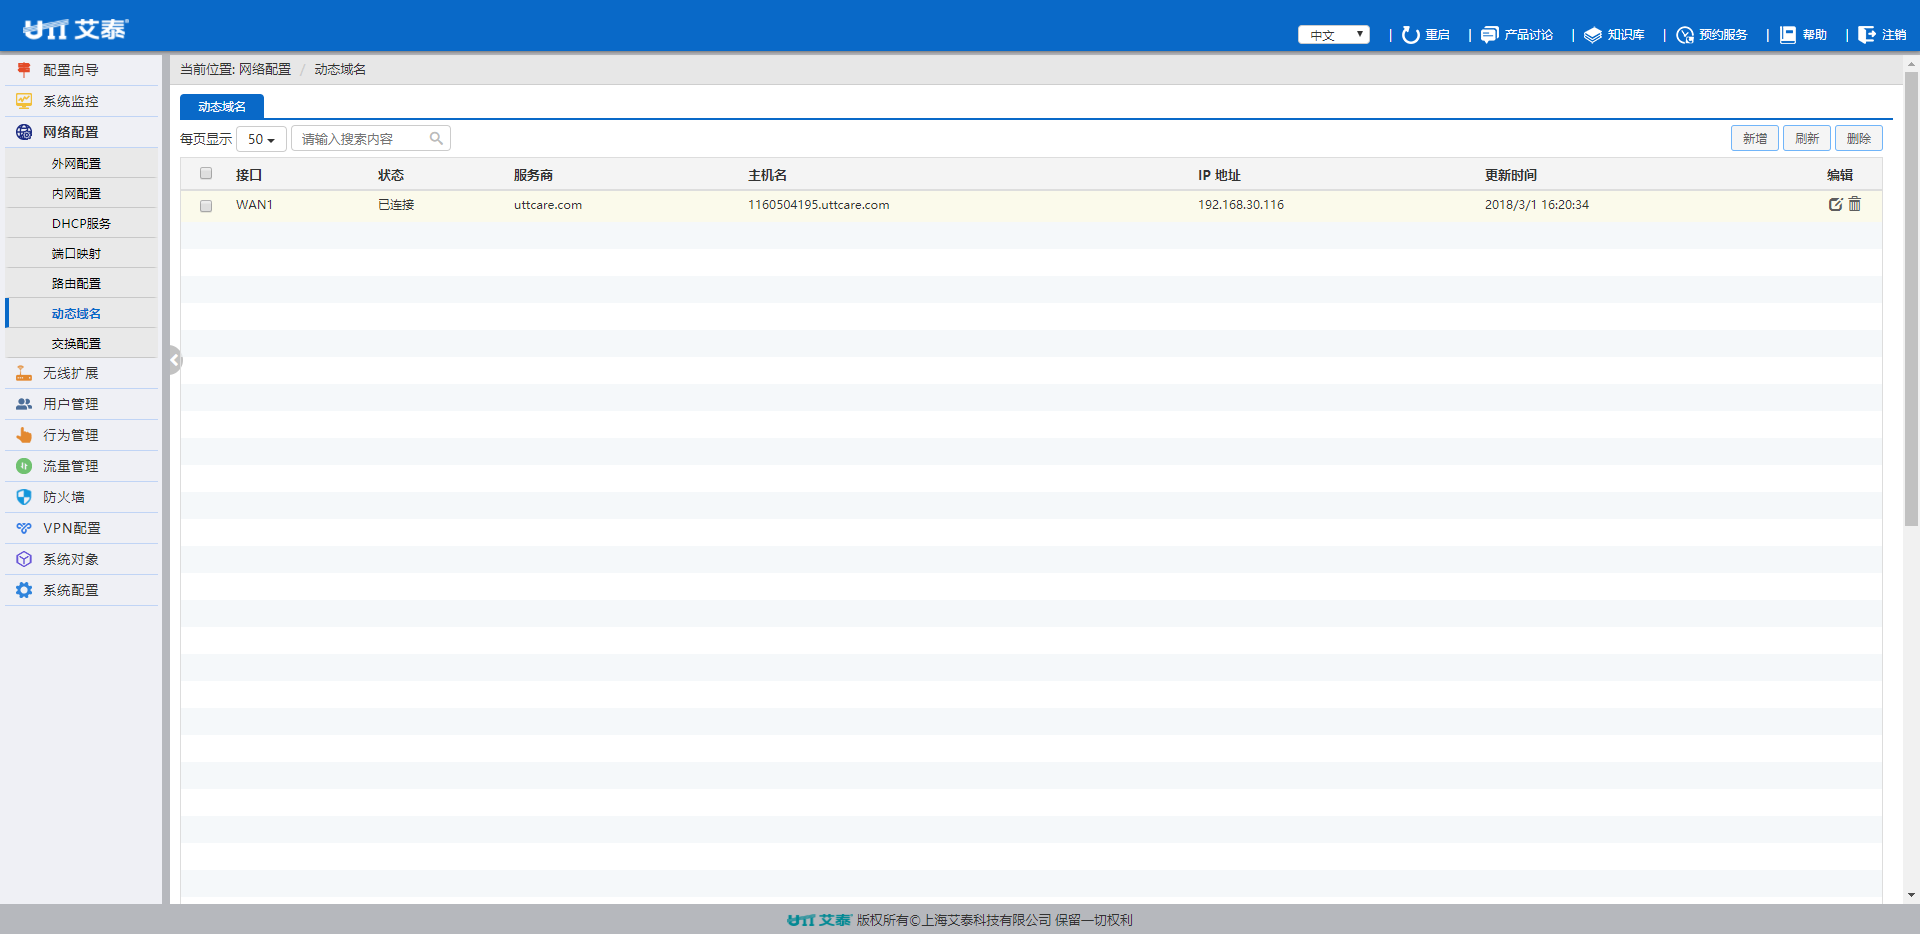 UTT 艾泰
中文 | 重启 | 产品讨论 | 知识库 | 预约服务 | 帮助 | 注销
配置向导
系统监控
网络配置
外网配置
内网配置
DHCP服务
端口映射
路由配置
动态域名
交换配置
无线扩展
用户管理
行为管理
流量管理
防火墙
VPN配置
系统对象
系统配置
当前位置: 网络配置 / 动态域名
动态域名
每页显示 50 请输入搜索内容 新增 刷新 删除
接口 状态 服务商 主机名 IP 地址 更新时间 编辑
WAN1 已连接 uttcare.com 1160504195.uttcare.com 192.168.30.116 2018/3/1 16:20:34
UTT 艾泰 版权所有©上海艾泰科技有限公司 保留一切权利